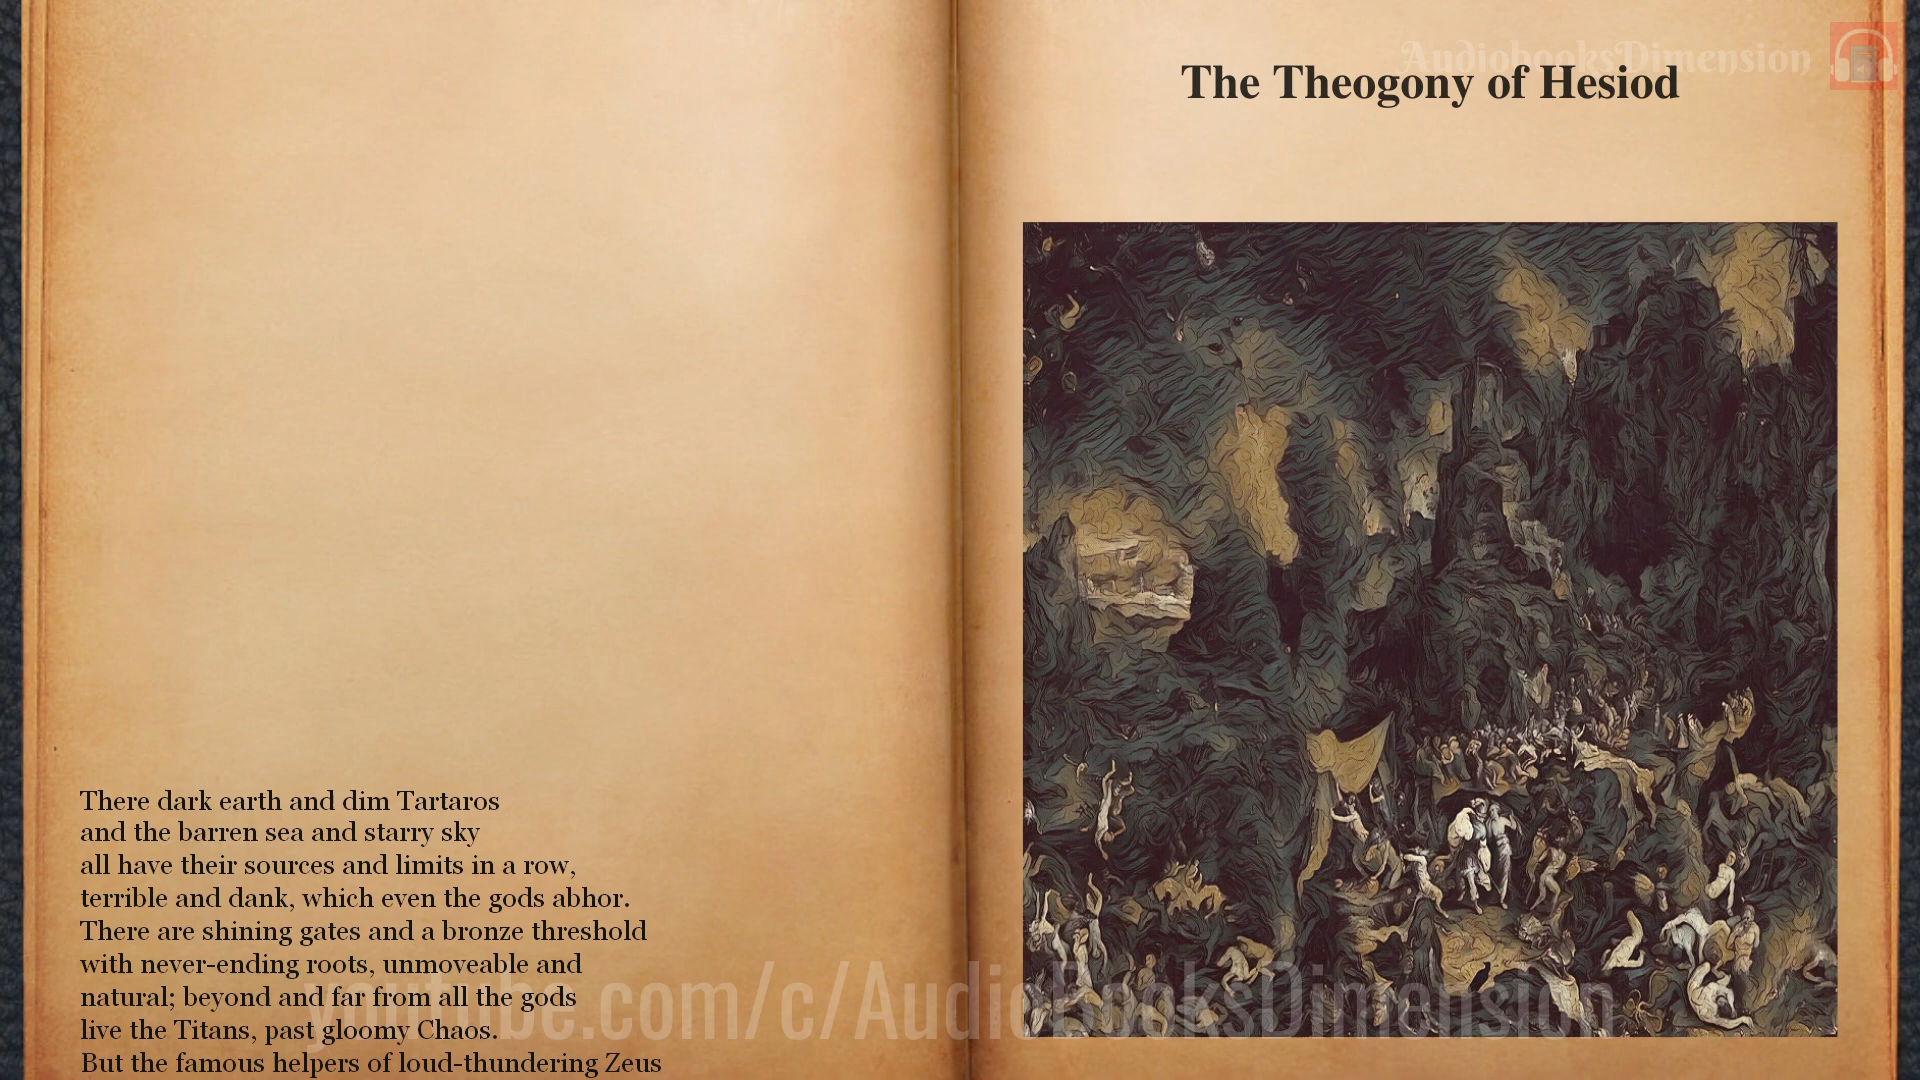 There dark earth and dim Tartaros
and the barren sea and starry sky
all have their sources and limits in a row,
terrible and dank, which even the gods abhor.
There are shining gates and a bronze threshold
with never-ending roots, unmoveable and
natural; beyond and far from all the gods
live the Titans, past gloomy Chaos.
But the famous helpers of loud-thundering Zeus
AudiobooksDimension
The Theogony of Hesiod
youtube.com/c/AudioBooksDimension